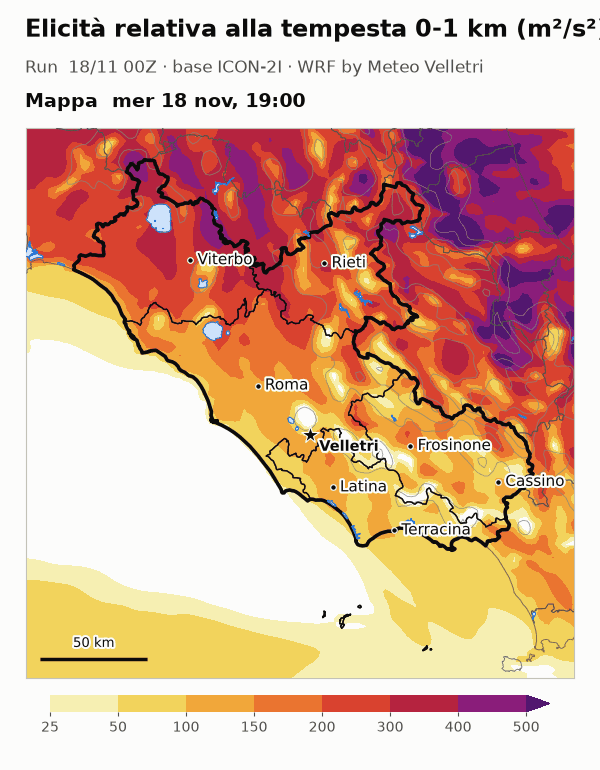 Elicità relativa alla tempesta 0-1 km (m²/s²)
Run 18/11 00Z · base ICON-2I · WRF by Meteo Velletri
Mappa mer 18 nov, 19:00
Viterbo
Rieti
Roma
Velletri
Frosinone
Cassino
Latina
Terracina
50 km
25 50 100 150 200 300 400 500